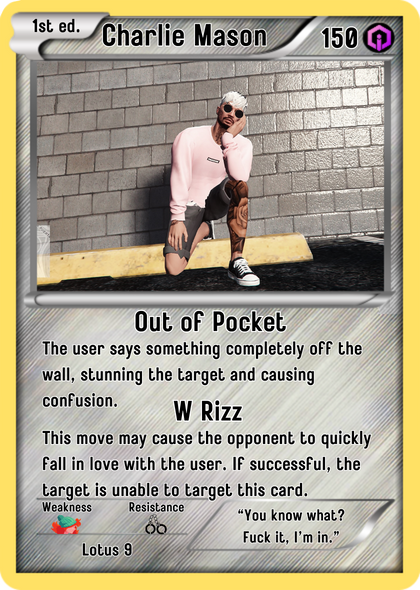 1st ed.
Charlie Mason
150
Out of Pocket
The user says something completely off the
wall, stunning the target and causing
confusion.
W Rizz
This move may cause the opponent to quickly
fall in love with the user. If successful, the
target is unable to target this card.
Weakness
Resistance
Lotus 9
“You know what?
Fuck it, I’m in.”